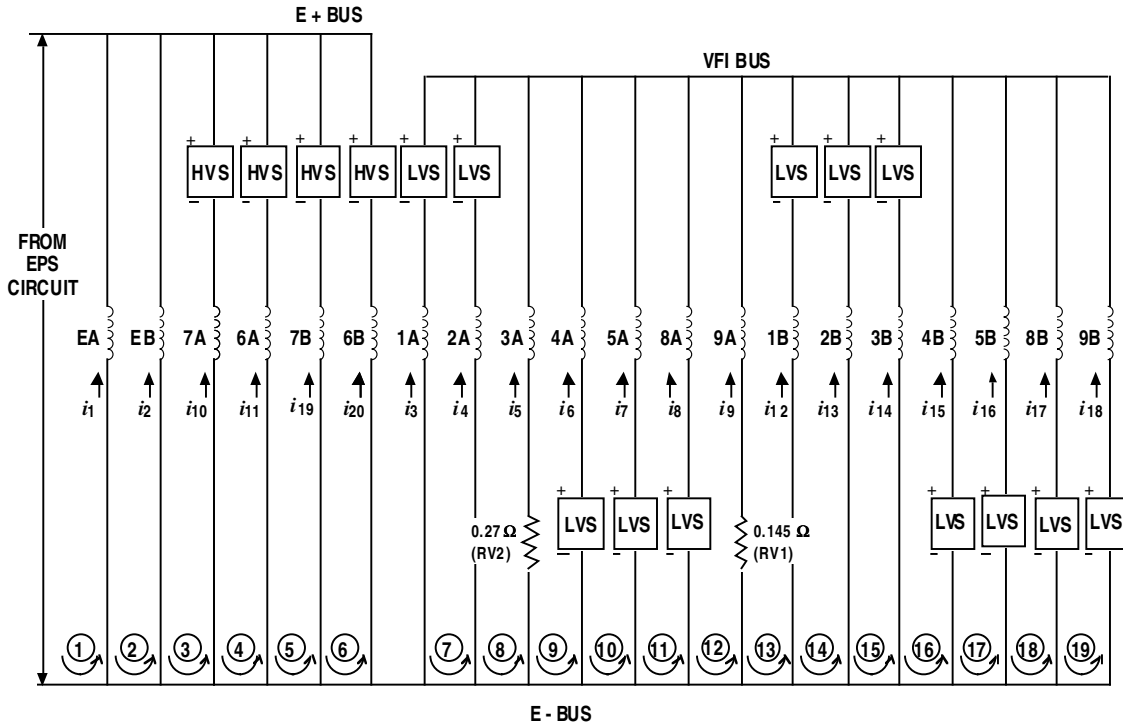 E + BUS
VFI BUS
+ + + + + + + + +
HVS HVS HVS HVS LVS LVS LVS LVS LVS
− − − − − − − − −
FROM
EPS
CIRCUIT
EA EB 7A 6A 7B 6B 1A 2A 3A 4A 5A 8A 9A 1B 2B 3B 4B 5B 8B 9B
i1 i2 i10 i11 i19 i20 i3 i4 i5 i6 i7 i8 i9 i12 i13 i14 i15 i16 i17 i18
+ + + + + + +
0.27 Ω LVS LVS LVS 0.145 Ω LVS LVS LVS LVS
(RV2) (RV1)
− − − − − − −
1 2 3 4 5 6 7 8 9 10 11 12 13 14 15 16 17 18 19
E - BUS